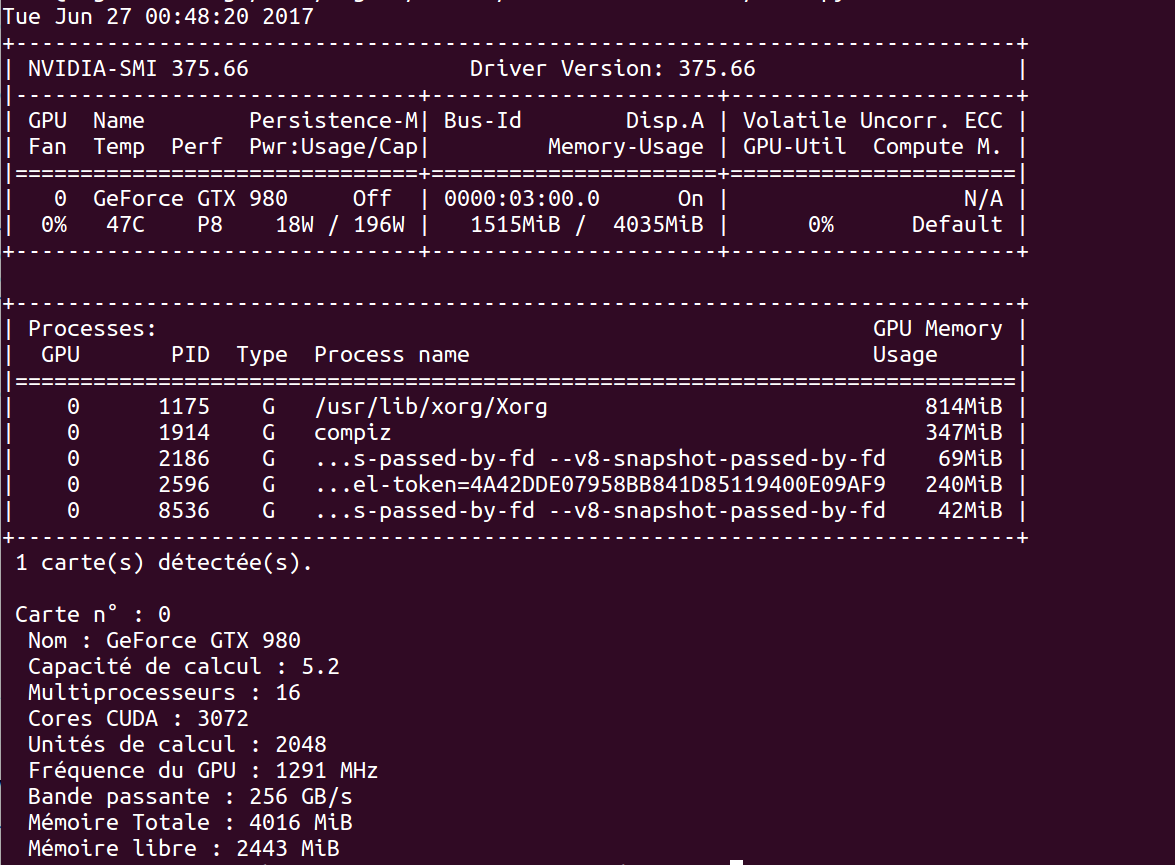 Tue Jun 27 00:48:20 2017
+-----------------------------------------------------------------------------+
| NVIDIA-SMI 375.66                 Driver Version: 375.66                    |
|-------------------------------+----------------------+----------------------+
| GPU  Name        Persistence-M| Bus-Id        Disp.A | Volatile Uncorr. ECC |
| Fan  Temp  Perf  Pwr:Usage/Cap|         Memory-Usage | GPU-Util  Compute M. |
|===============================+======================+======================|
|   0  GeForce GTX 980     Off  | 0000:03:00.0      On |                  N/A |
|  0%   47C    P8    18W / 196W |   1515MiB /  4035MiB |      0%      Default |
+-------------------------------+----------------------+----------------------+

+-----------------------------------------------------------------------------+
| Processes:                                                       GPU Memory |
|  GPU       PID  Type  Process name                               Usage      |
|=============================================================================|
|    0      1175    G   /usr/lib/xorg/Xorg                             814MiB |
|    0      1914    G   compiz                                         347MiB |
|    0      2186    G   ...s-passed-by-fd --v8-snapshot-passed-by-fd    69MiB |
|    0      2596    G   ...el-token=4A42DDE07958BB841D85119400E09AF9   240MiB |
|    0      8536    G   ...s-passed-by-fd --v8-snapshot-passed-by-fd    42MiB |
+-----------------------------------------------------------------------------+
 1 carte(s) détectée(s).

 Carte n° : 0
  Nom : GeForce GTX 980
  Capacité de calcul : 5.2
  Multiprocesseurs : 16
  Cores CUDA : 3072
  Unités de calcul : 2048
  Fréquence du GPU : 1291 MHz
  Bande passante : 256 GB/s
  Mémoire Totale : 4016 MiB
  Mémoire libre : 2443 MiB